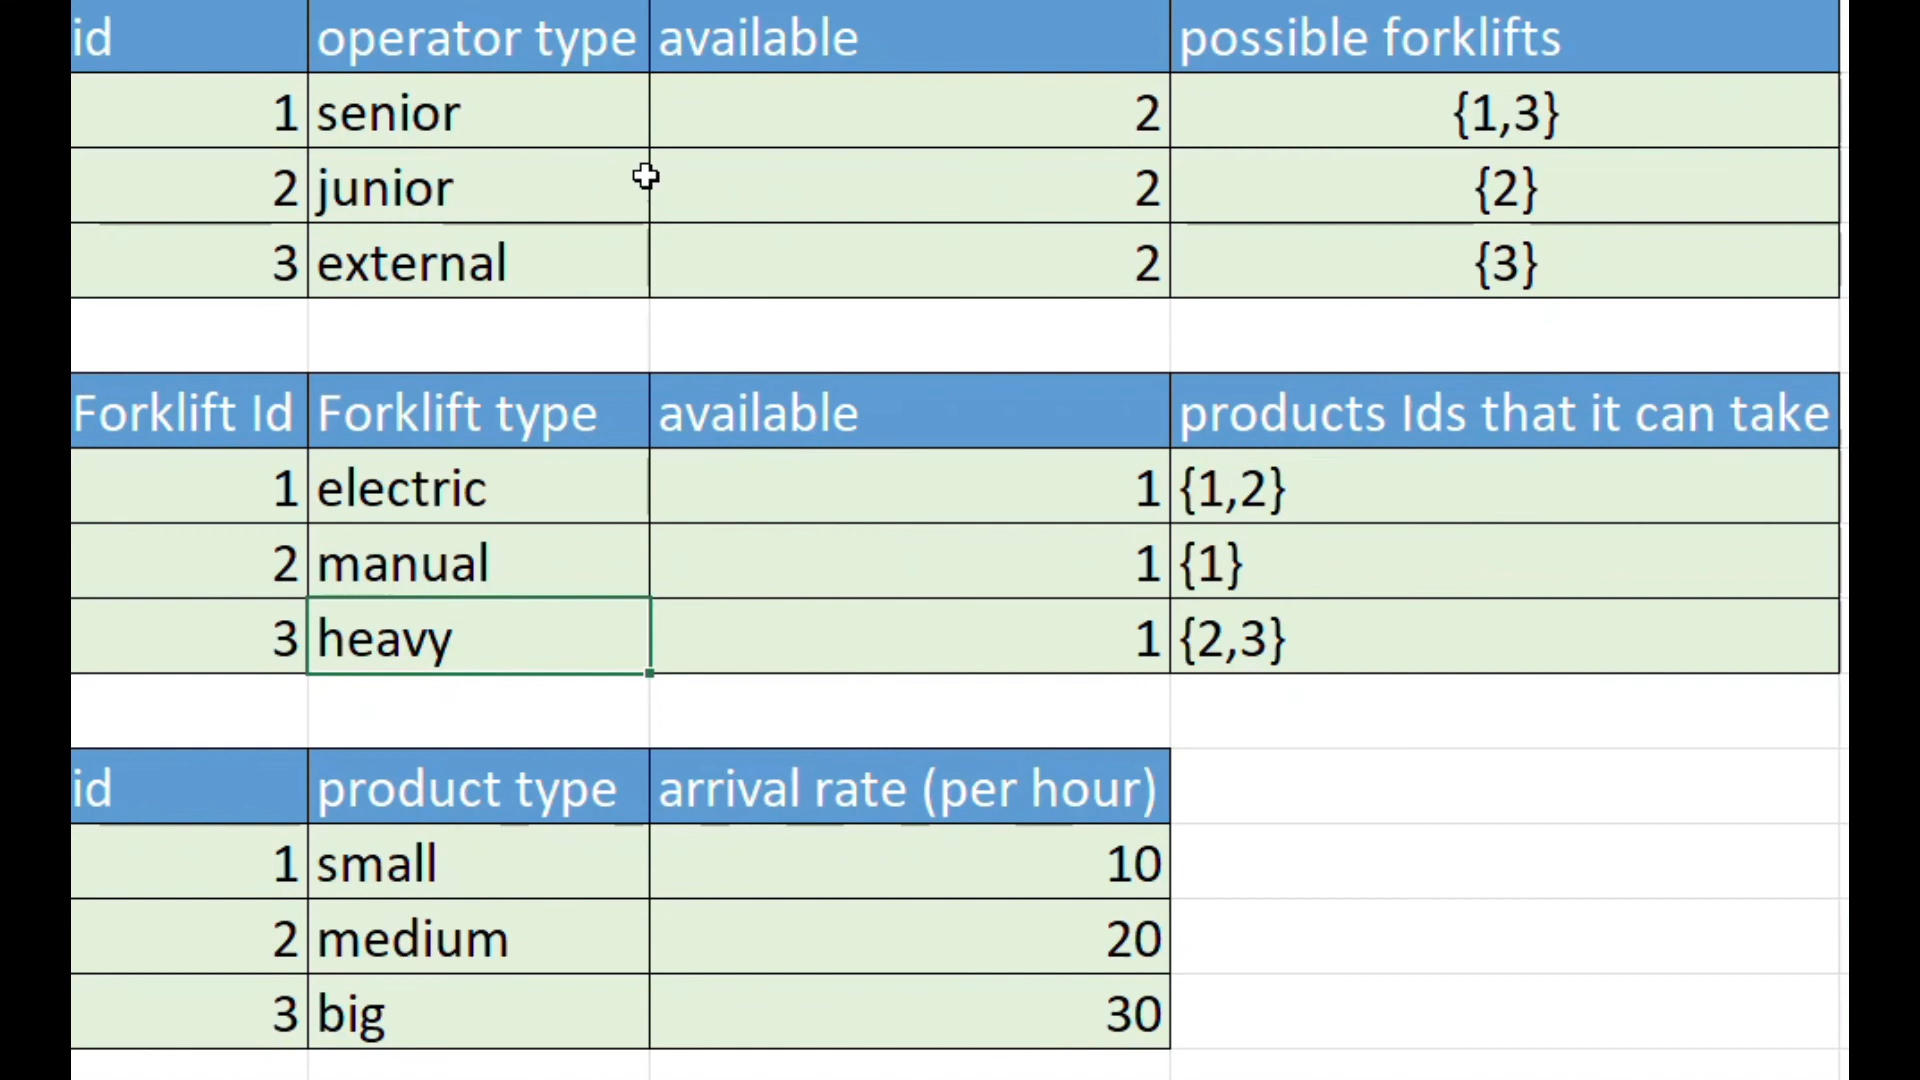 id operator type available possible forklifts
1 senior 2 {1,3}
2 junior 2 {2}
3 external 2 {3}
Forklift Id Forklift type available products Ids that it can take
1 electric 1 {1,2}
2 manual 1 {1}
3 heavy 1 {2,3}
id product type arrival rate (per hour)
1 small 10
2 medium 20
3 big 30